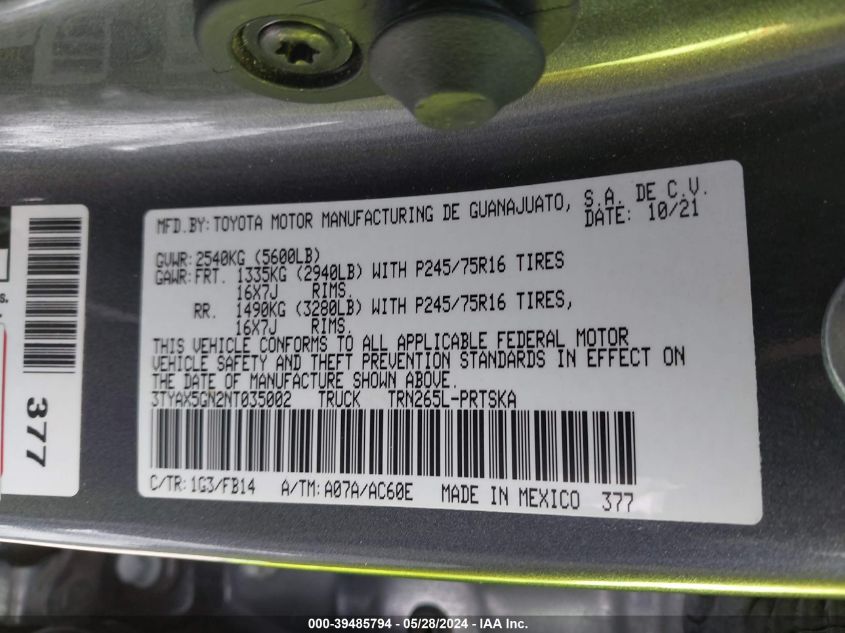 MFD.BY: TOYOTA MOTOR MANUFACTURING DE GUANAJUATO, S.A. DE C.V.
DATE: 10/21
GVWR: 2540KG (5600LB)
GAWR: FRT. 1335KG (2940LB) WITH P245/75R16 TIRES
16X7J RIMS,
RR. 1490KG (3280LB) WITH P245/75R16 TIRES,
16X7J RIMS.
THIS VEHICLE CONFORMS TO ALL APPLICABLE FEDERAL MOTOR
VEHICLE SAFETY AND THEFT PREVENTION STANDARDS IN EFFECT ON
THE DATE OF MANUFACTURE SHOWN ABOVE.
3TYAX5GN2NT035002 TRUCK TRN265L-PRTSKA
C/TR: 1G3/FB14 A/TM: A07A/AC60E MADE IN MEXICO 377
s.
377
000-39485794 - 05/28/2024 - IAA Inc.